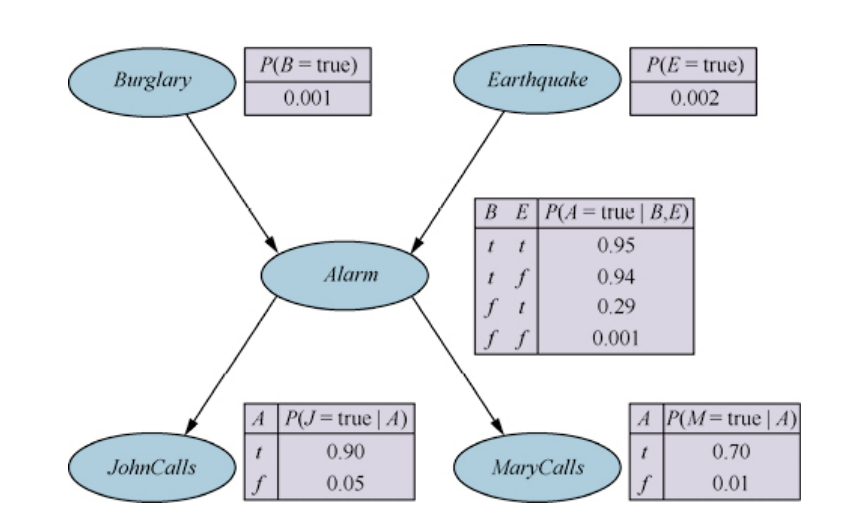 Burglary
P(B = true)
0.001
Earthquake
P(E = true)
0.002
B E P(A = true | B,E)
t t 0.95
t f 0.94
f t 0.29
f f 0.001
Alarm
A P(J = true | A)
t 0.90
f 0.05
JohnCalls
A P(M = true | A)
t 0.70
f 0.01
MaryCalls